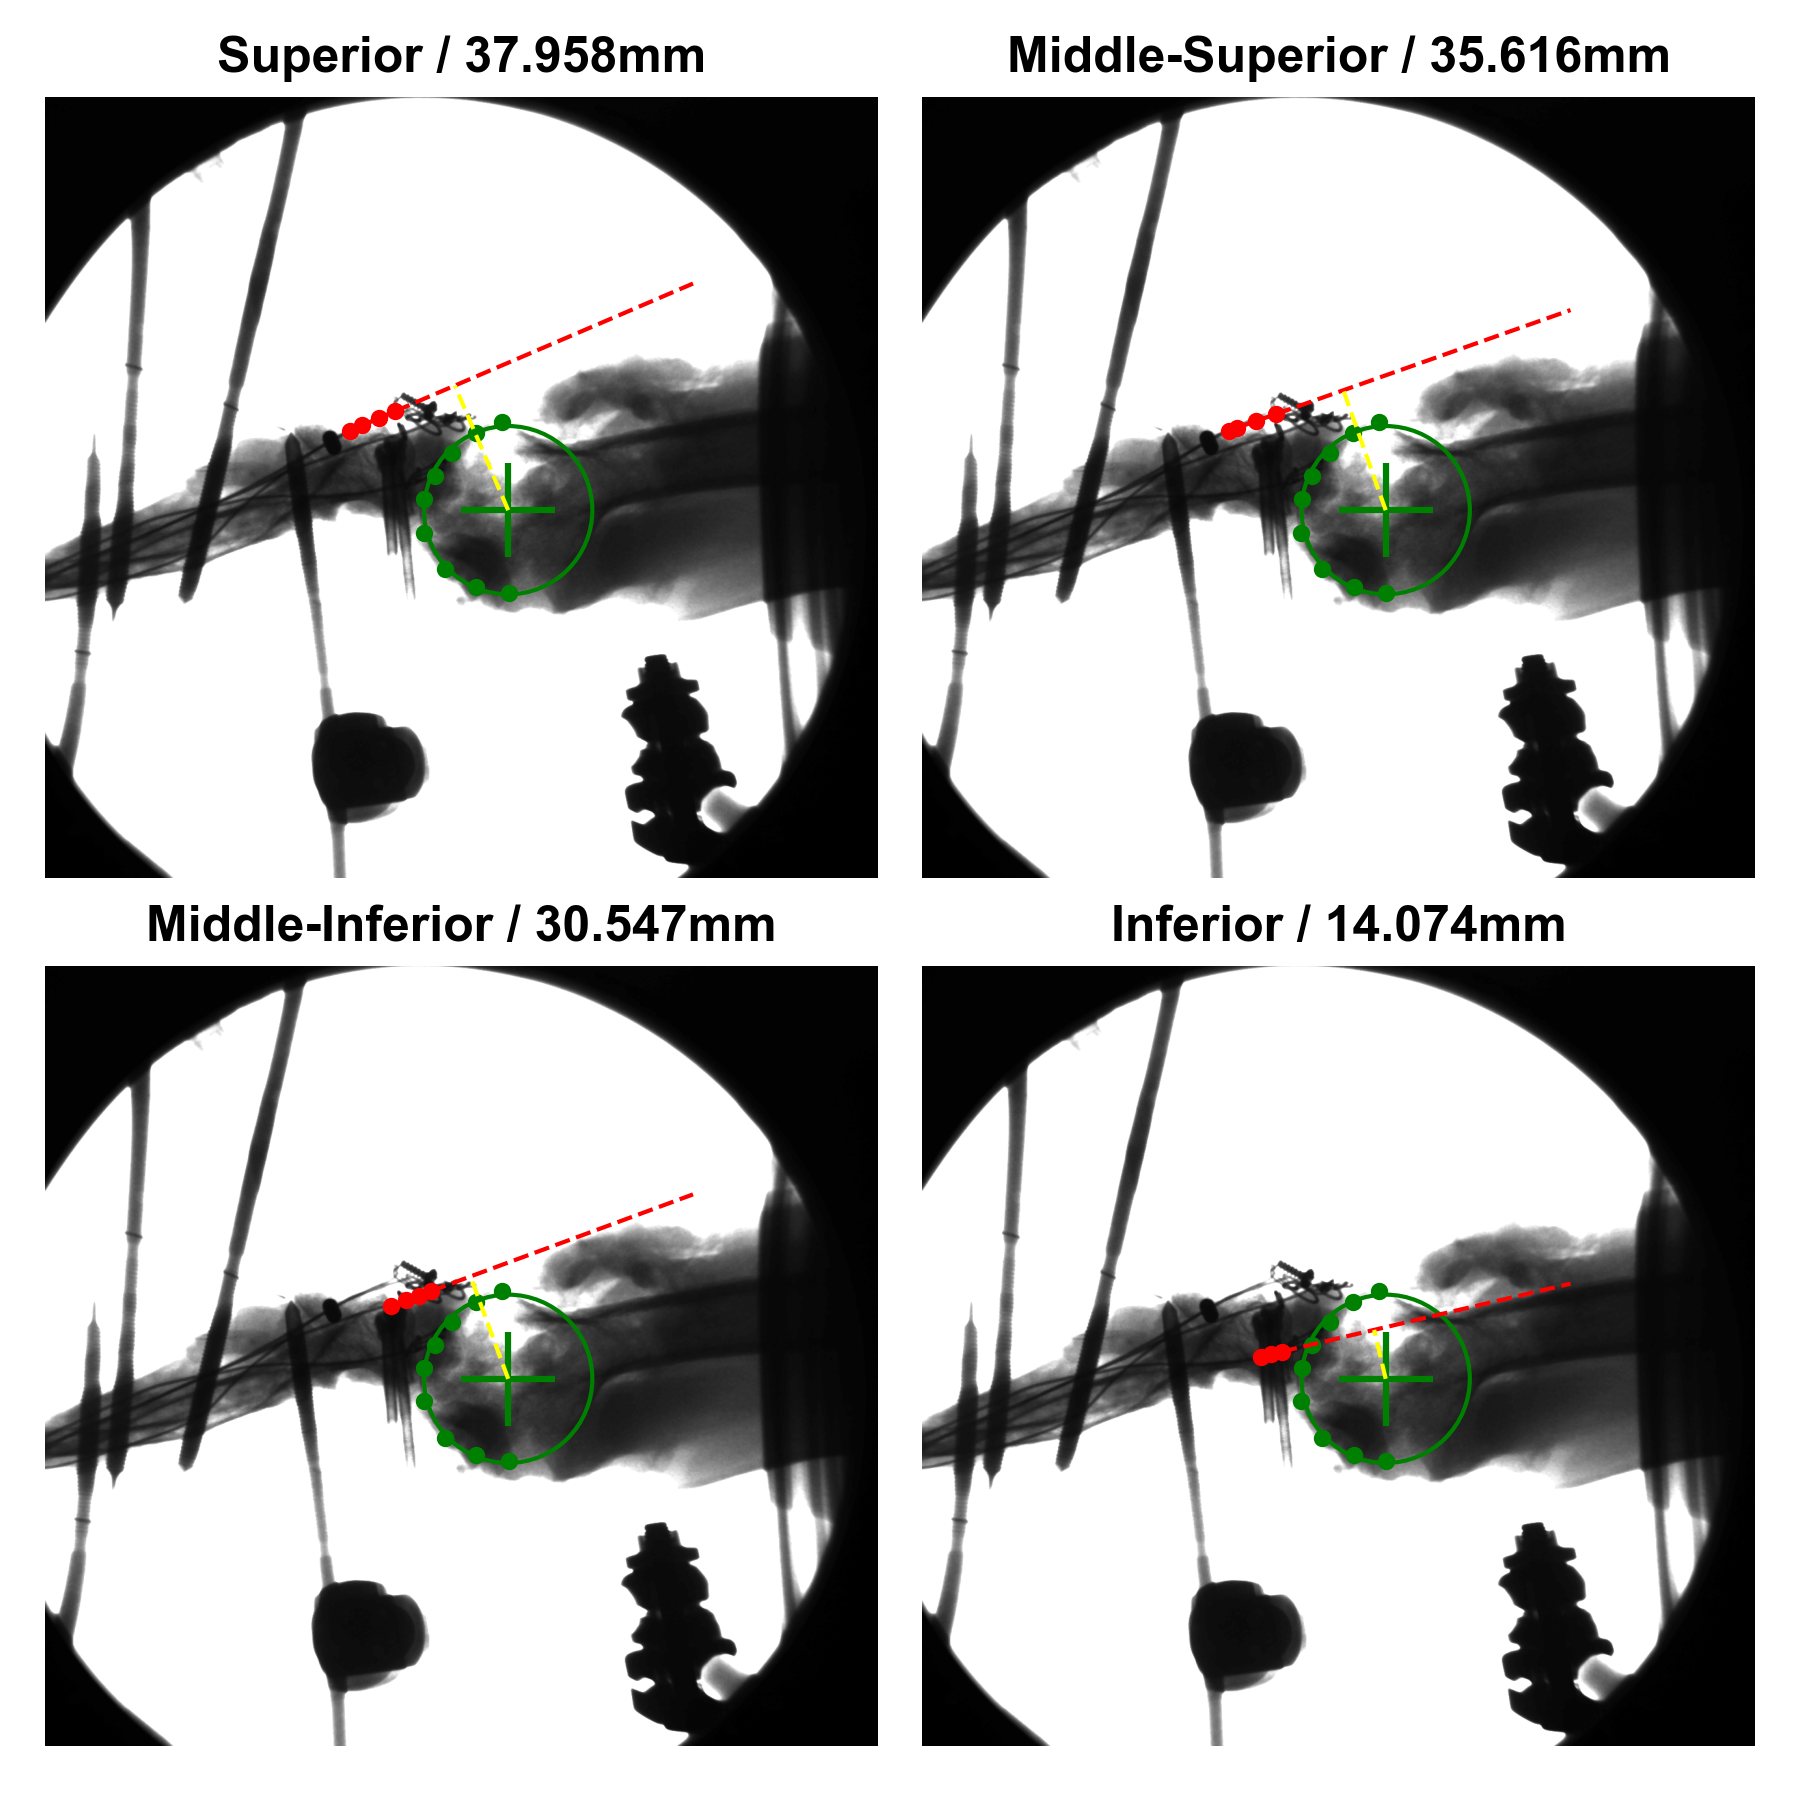 Superior / 37.958mm
Middle-Superior / 35.616mm
Middle-Inferior / 30.547mm
Inferior / 14.074mm